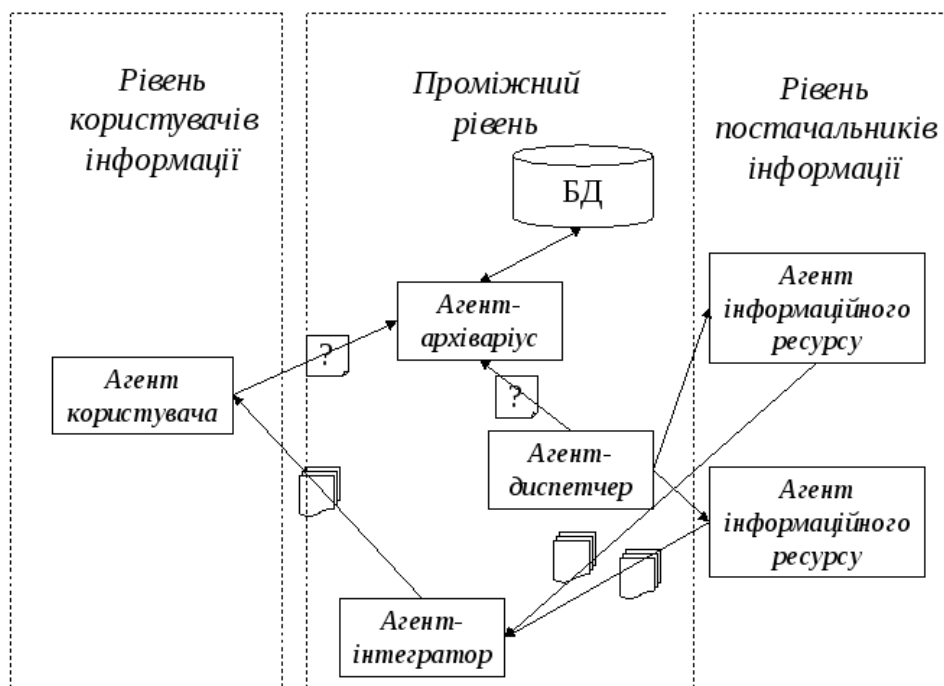 Рівень
користувачів
інформації
Проміжний
рівень
Рівень
постачальників
інформації
БД
Агент-
архіваріус
Агент
інформаційного
ресурсу
?
Агент
користувача
?
Агент-
диспетчер
Агент
інформаційного
ресурсу
Агент-
інтегратор